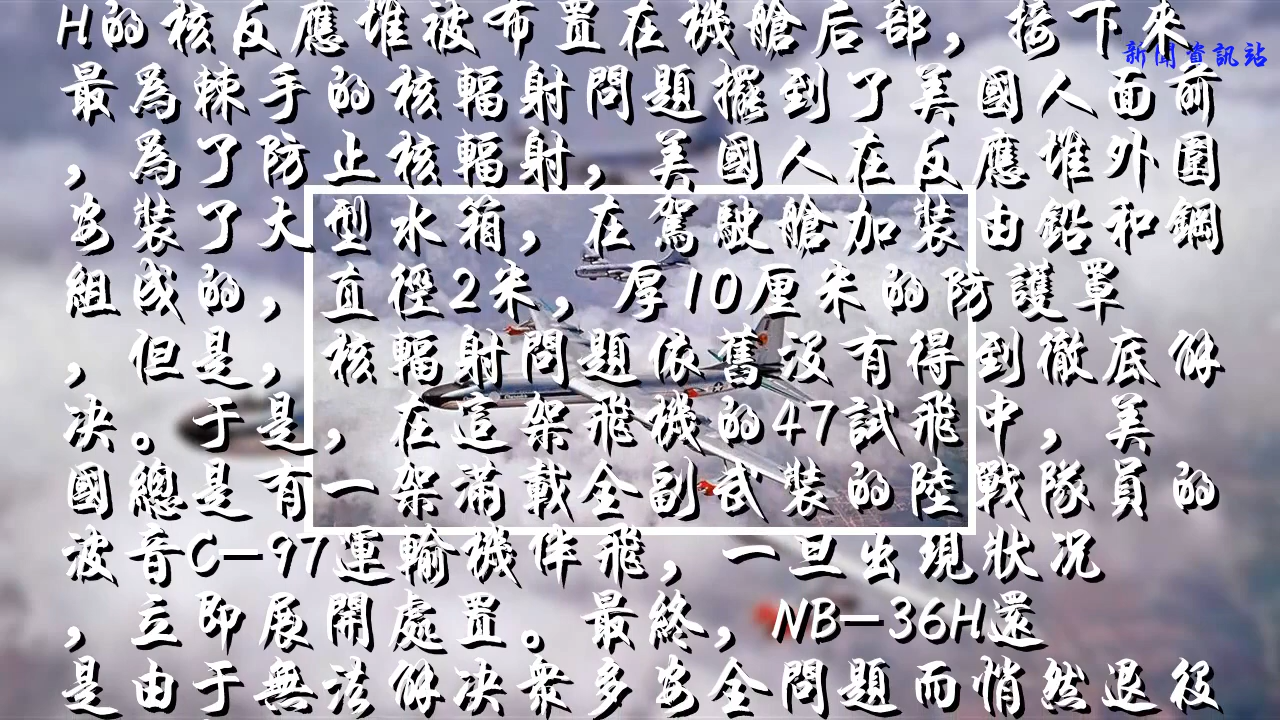 H的核反應堆被布置在機艙后部，接下來
新聞資訊站
最為棘手的核輻射問題擺到了美國人面前
，為了防止核輻射，美國人在反應堆外圍
安裝了大型水箱，在駕駛艙加裝由鉛和鋼
組成的，直徑2米，厚10厘米的防護罩
，但是，核輻射問題依舊沒有得到徹底解
決。于是，在這架飛機的47試飛中，美
國總是有一架滿載全副武裝的陸戰隊員的
波音C-97運輸機伴飛，一旦出現狀況
，立即展開處置。最終，NB-36H還
是由于無法解決衆多安全問題而悄然退役